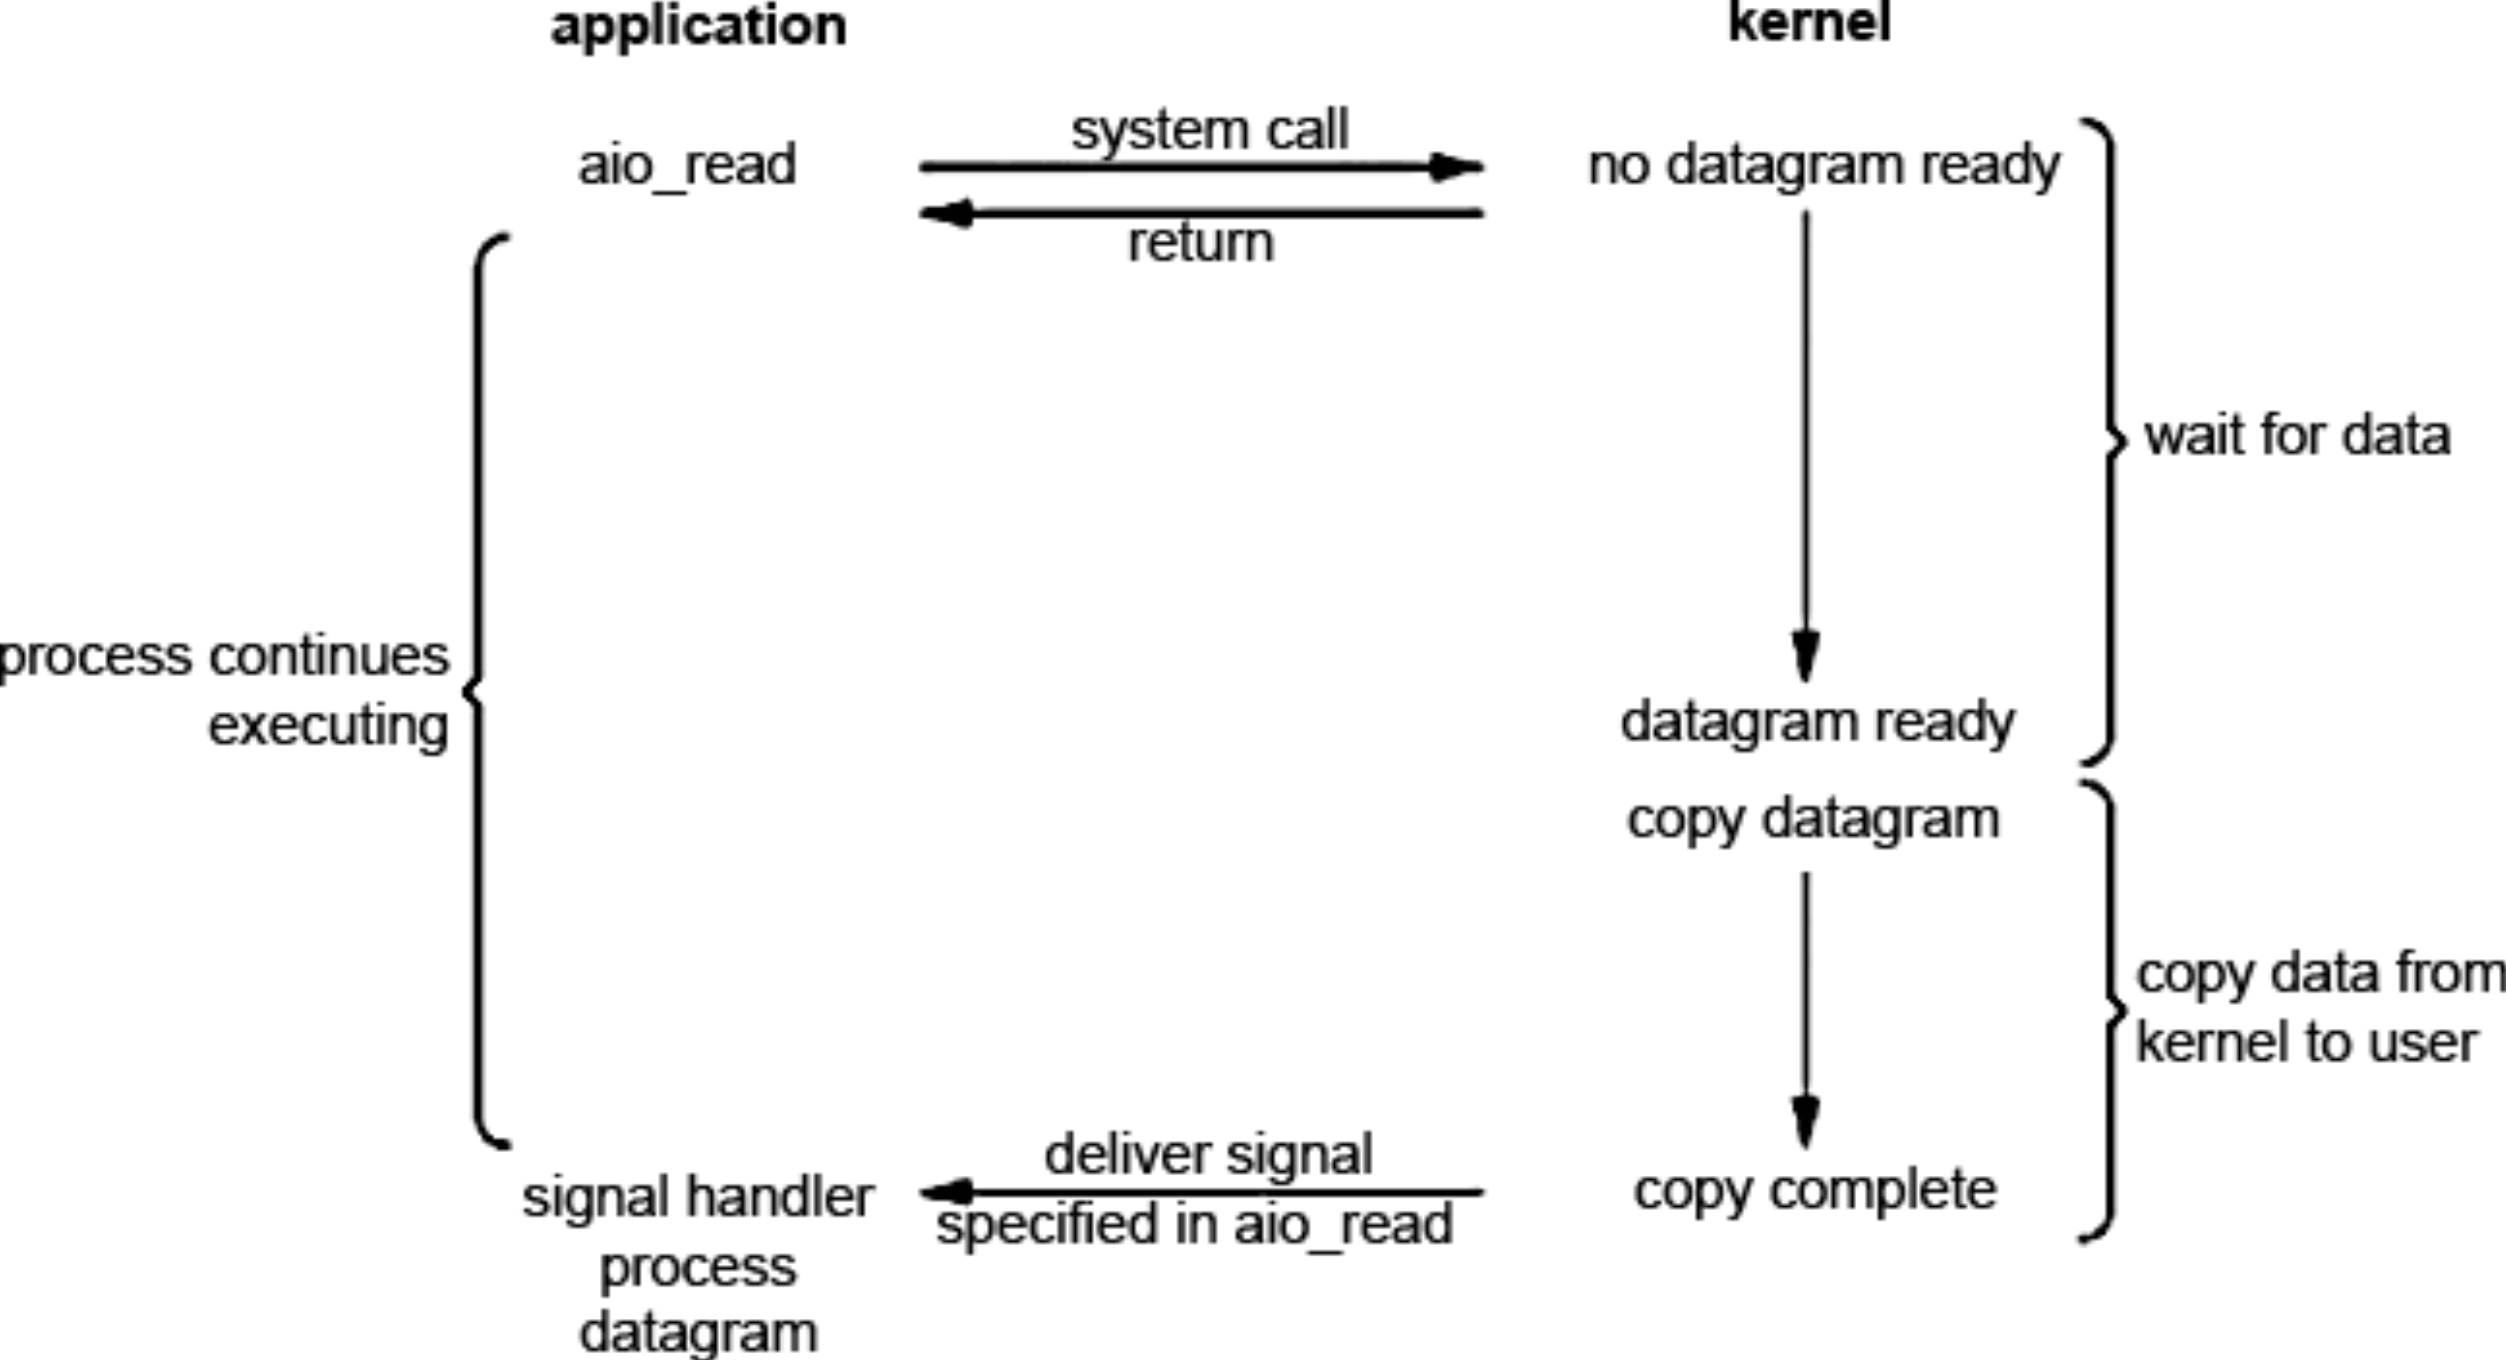 application
kernel
system call
aio_read
no datagram ready
return
wait for data
process continues
executing
datagram ready
copy datagram
copy data from
kernel to user
deliver signal
signal handler
copy complete
specified in aio_read
process
datagram